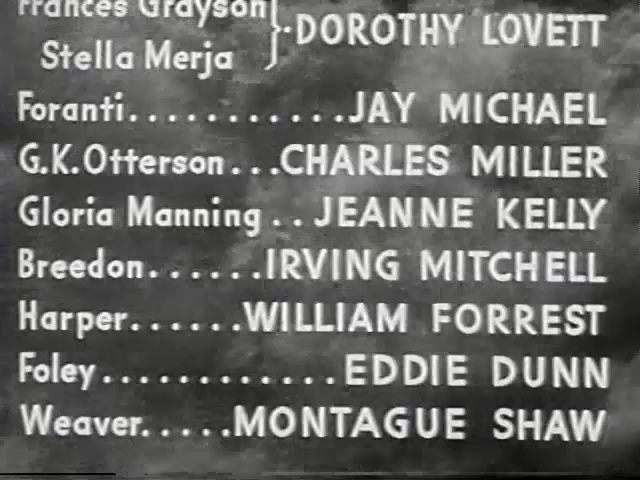 Frances Grayson
Stella Merja } DOROTHY LOVETT
Foranti...........JAY MICHAEL
G.K.Otterson...CHARLES MILLER
Gloria Manning..JEANNE KELLY
Breedon......IRVING MITCHELL
Harper......WILLIAM FORREST
Foley............EDDIE DUNN
Weaver.....MONTAGUE SHAW